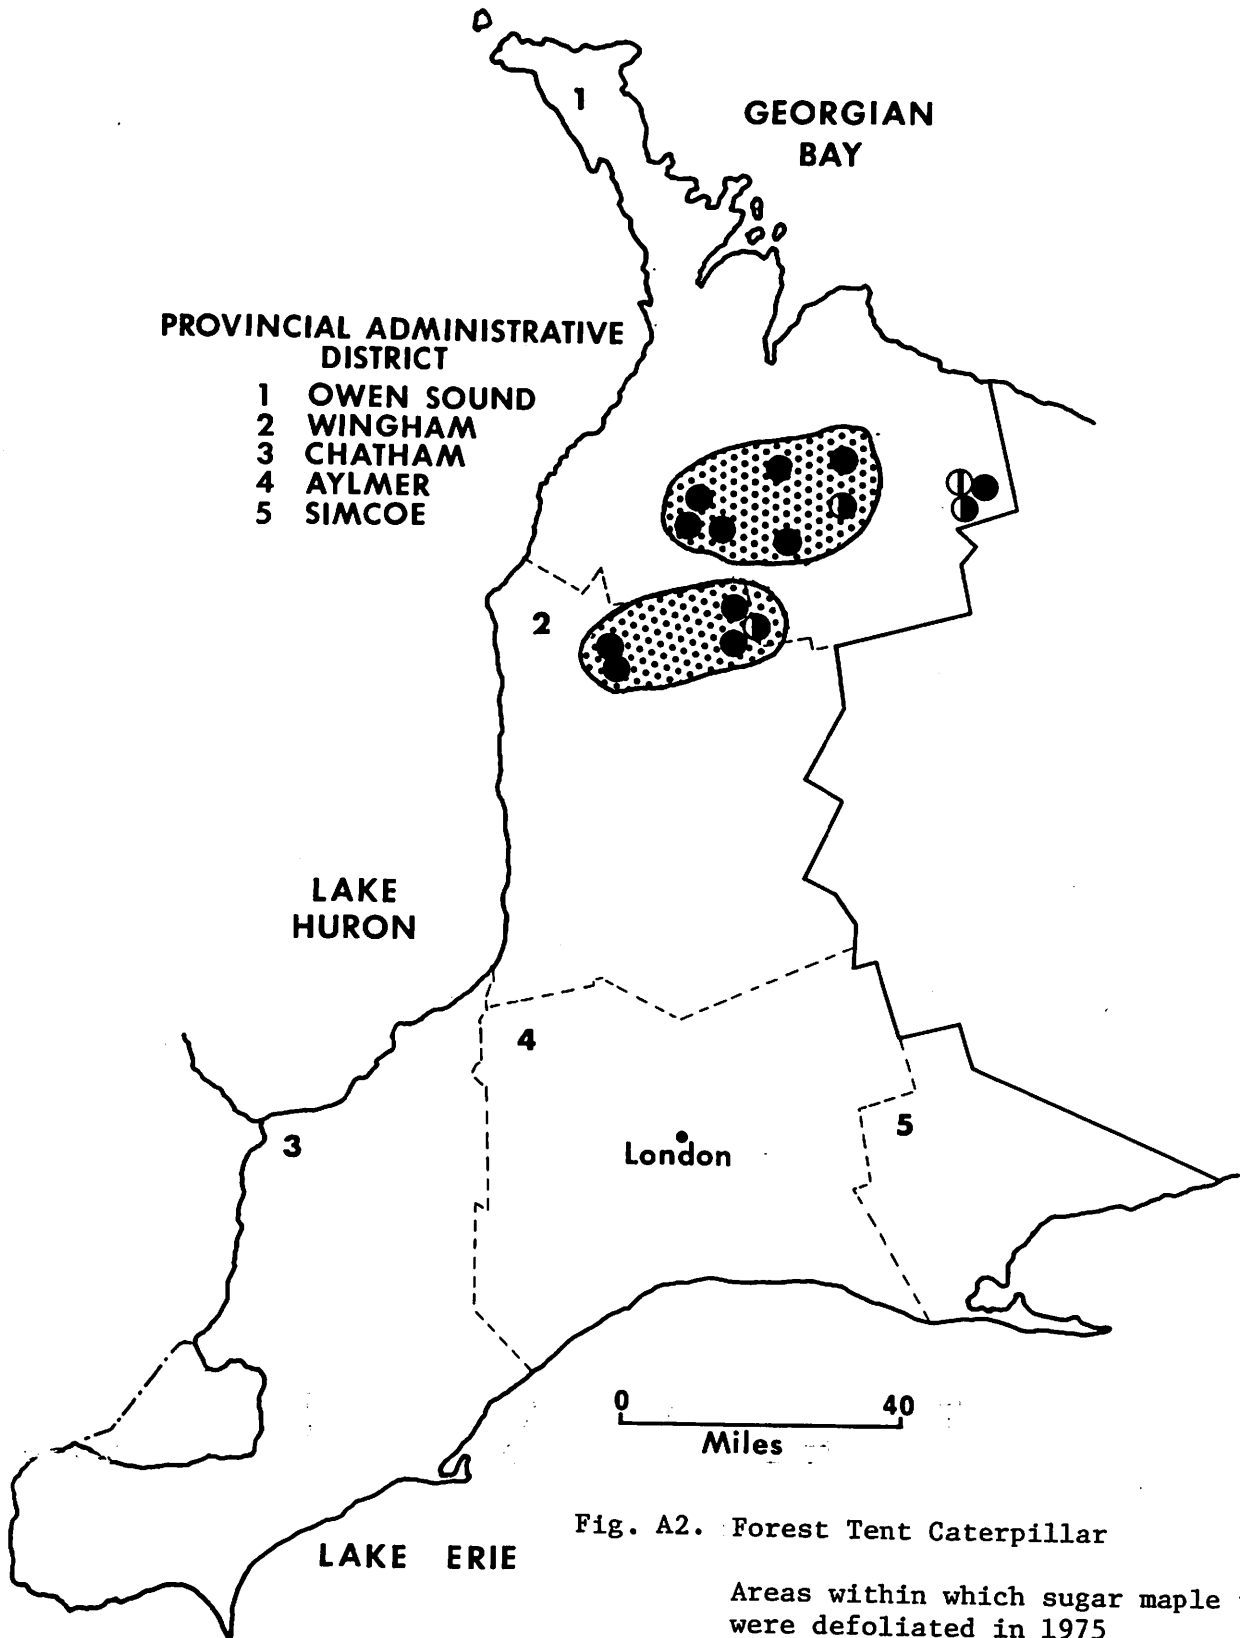 1
GEORGIAN
BAY
PROVINCIAL ADMINISTRATIVE
DISTRICT
1 OWEN SOUND
2 WINGHAM
3 CHATHAM
4 AYLMER
5 SIMCOE
2
LAKE
HURON
4
3
5
London
0 40
Miles
Fig. A2. Forest Tent Caterpillar
LAKE ERIE
Areas within which sugar maple
were defoliated in 1975